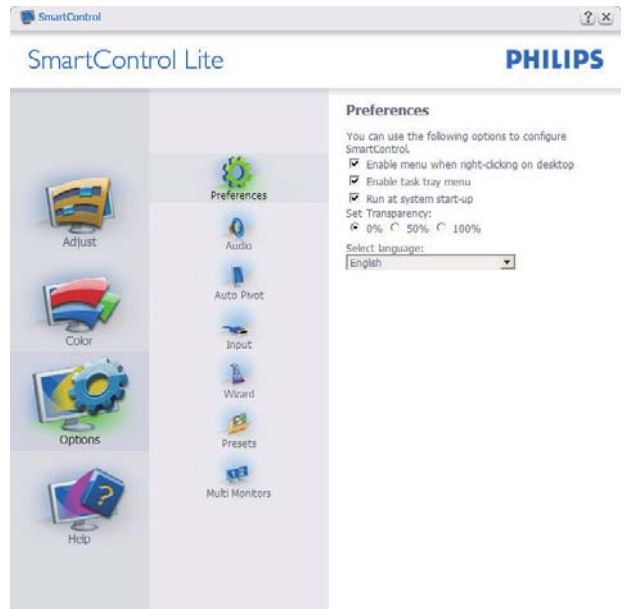 SmartControl
SmartControl Lite
PHILIPS
Adjust
Color
Options
Help
Preferences
Audio
Auto Pivot
Input
Wizard
Presets
Multi Monitors
Preferences
You can use the following options to configure
SmartControl.
Enable menu when right-clicking on desktop
Enable task tray menu
Run at system start-up
Set Transparency:
0% 50% 100%
Select language:
English